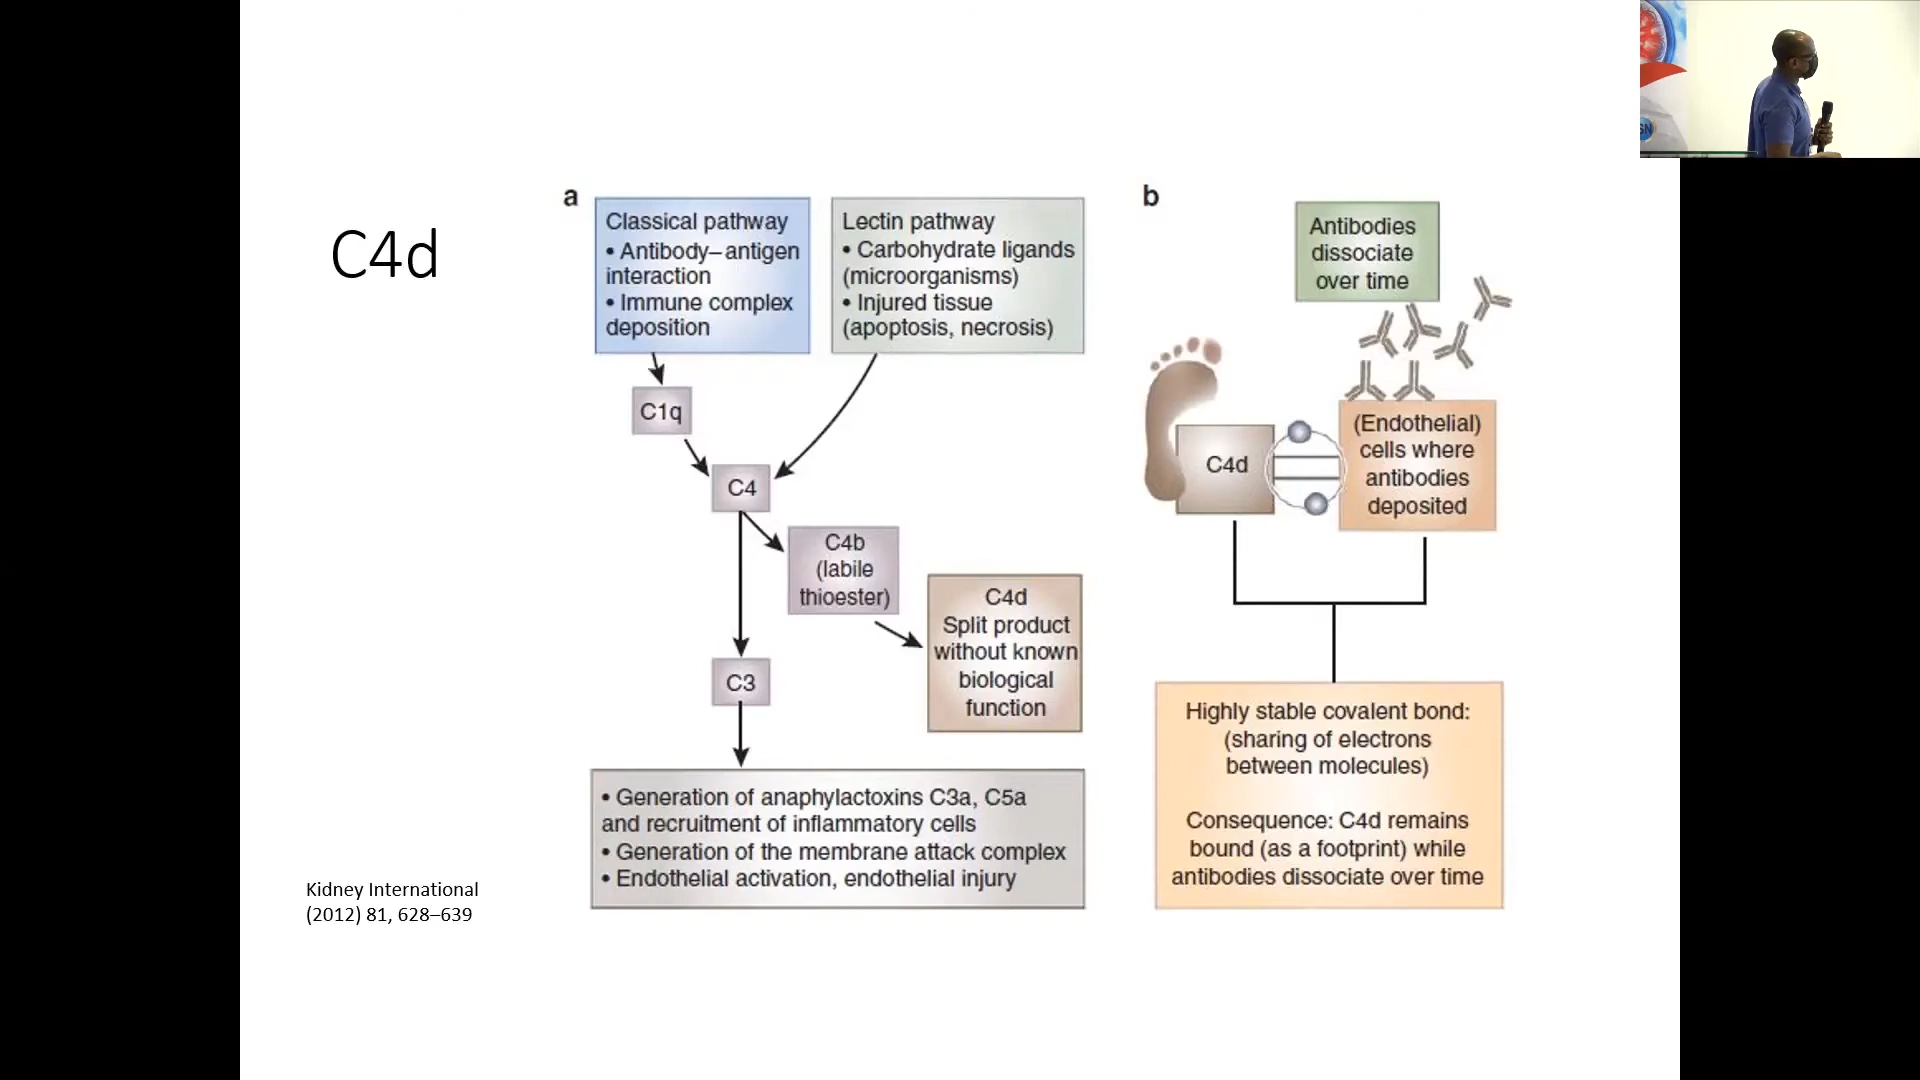 C4d
a
Classical pathway
• Antibody–antigen
interaction
• Immune complex
deposition
Lectin pathway
• Carbohydrate ligands
(microorganisms)
• Injured tissue
(apoptosis, necrosis)
C1q
C4
C4b
(labile
thioester)
C4d
Split product
without known
biological
function
C3
• Generation of anaphylactoxins C3a, C5a
and recruitment of inflammatory cells
• Generation of the membrane attack complex
• Endothelial activation, endothelial injury
b
Antibodies
dissociate
over time
C4d
(Endothelial)
cells where
antibodies
deposited
Highly stable covalent bond:
(sharing of electrons
between molecules)
Consequence: C4d remains
bound (as a footprint) while
antibodies dissociate over time
Kidney International
(2012) 81, 628–639